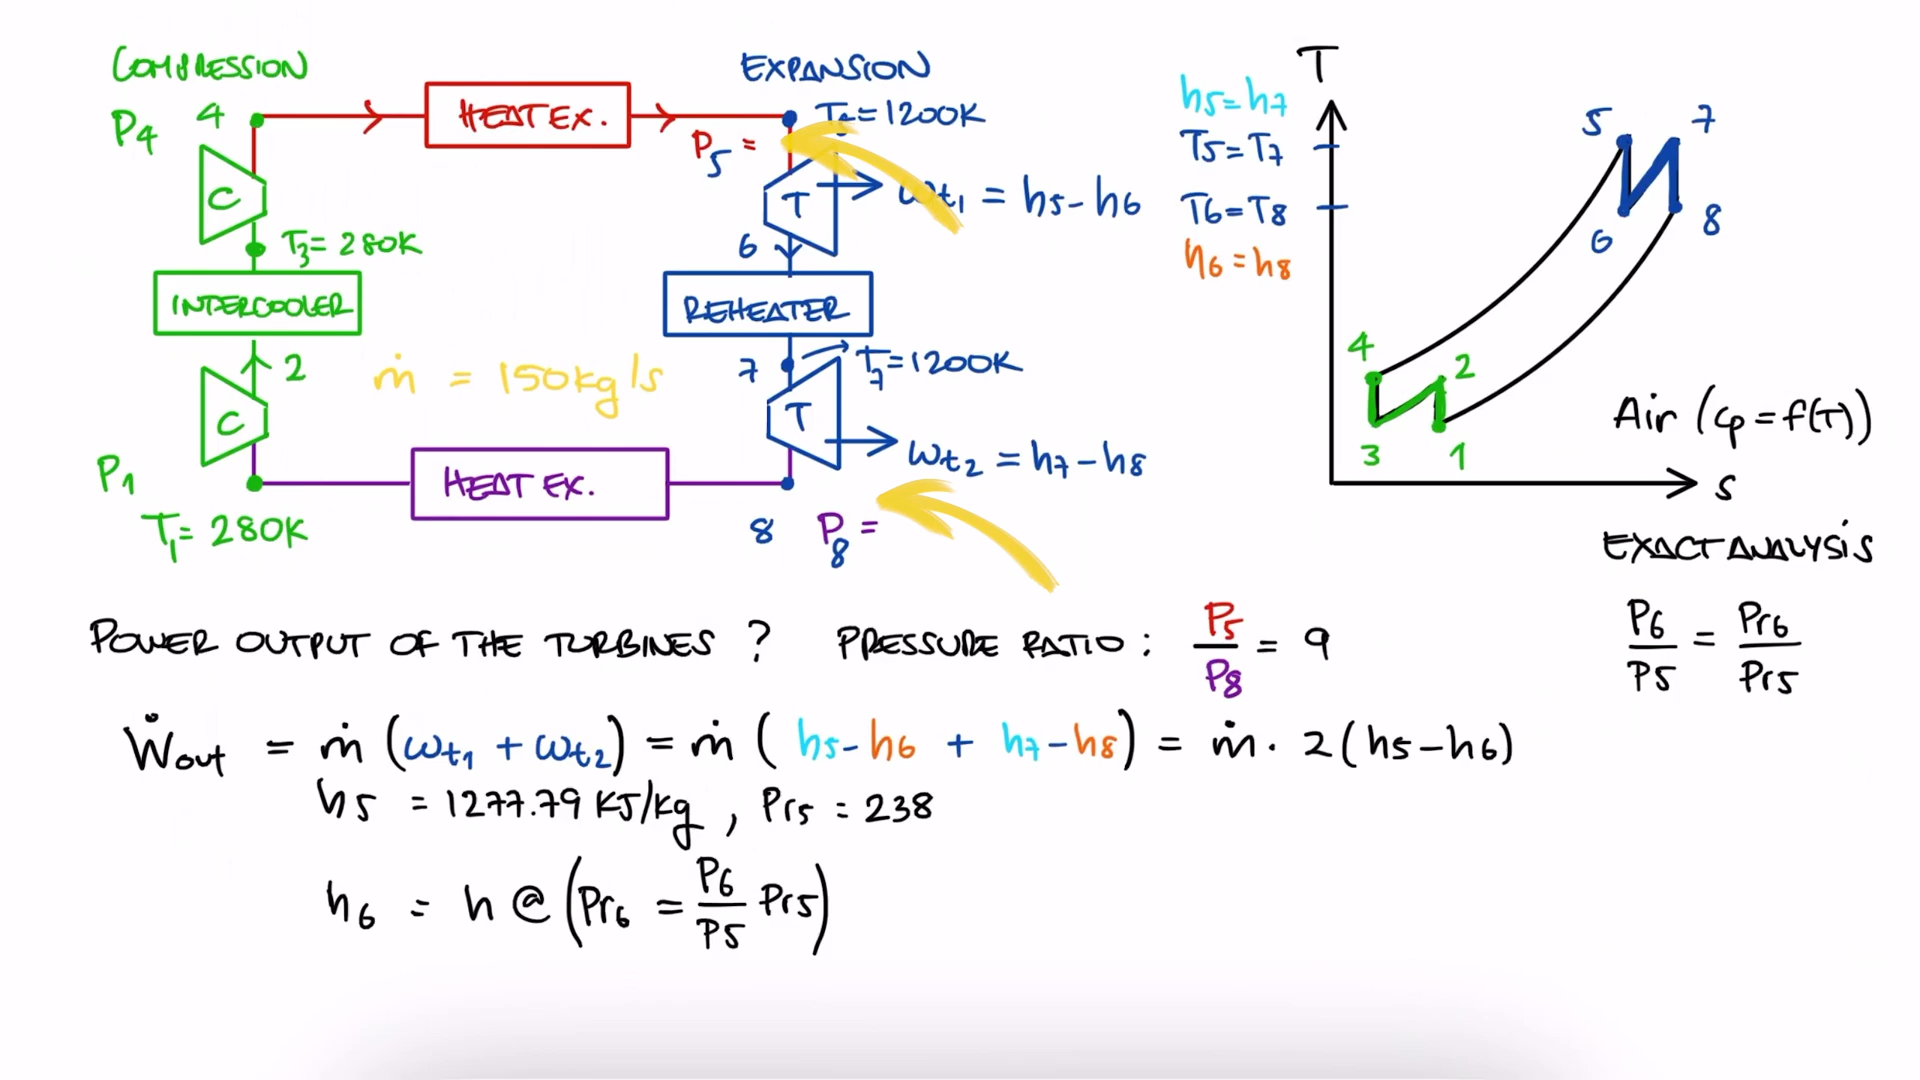 COMPRESSION
EXPANSION
P4 4
HEAT EX.
P5 =
T5 = 1200K
C
T
wt1 = h5 - h6
T3 = 280K
6
INTERCOOLER
REHEATER
2
ṁ = 150kg/s
7
T7 = 1200K
C
T
wt2 = h7 - h8
P1
HEAT EX.
T1 = 280K
8
P8 =
T
h5 = h7
T5 = T7
T6 = T8
h6 = h8
5
7
6
8
4
2
3
1
s
Air (cp = f(T))
EXACT ANALYSIS
P6/P5 = Pr6/Pr5
POWER OUTPUT OF THE TURBINES ? PRESSURE RATIO : P5/P8 = 9
Ẇout = ṁ (wt1 + wt2) = ṁ ( h5 - h6 + h7 - h8 ) = ṁ · 2 ( h5 - h6 )
h5 = 1277.79 KJ/kg , Pr5 = 238
h6 = h @ (Pr6 = P6/P5 Pr5)